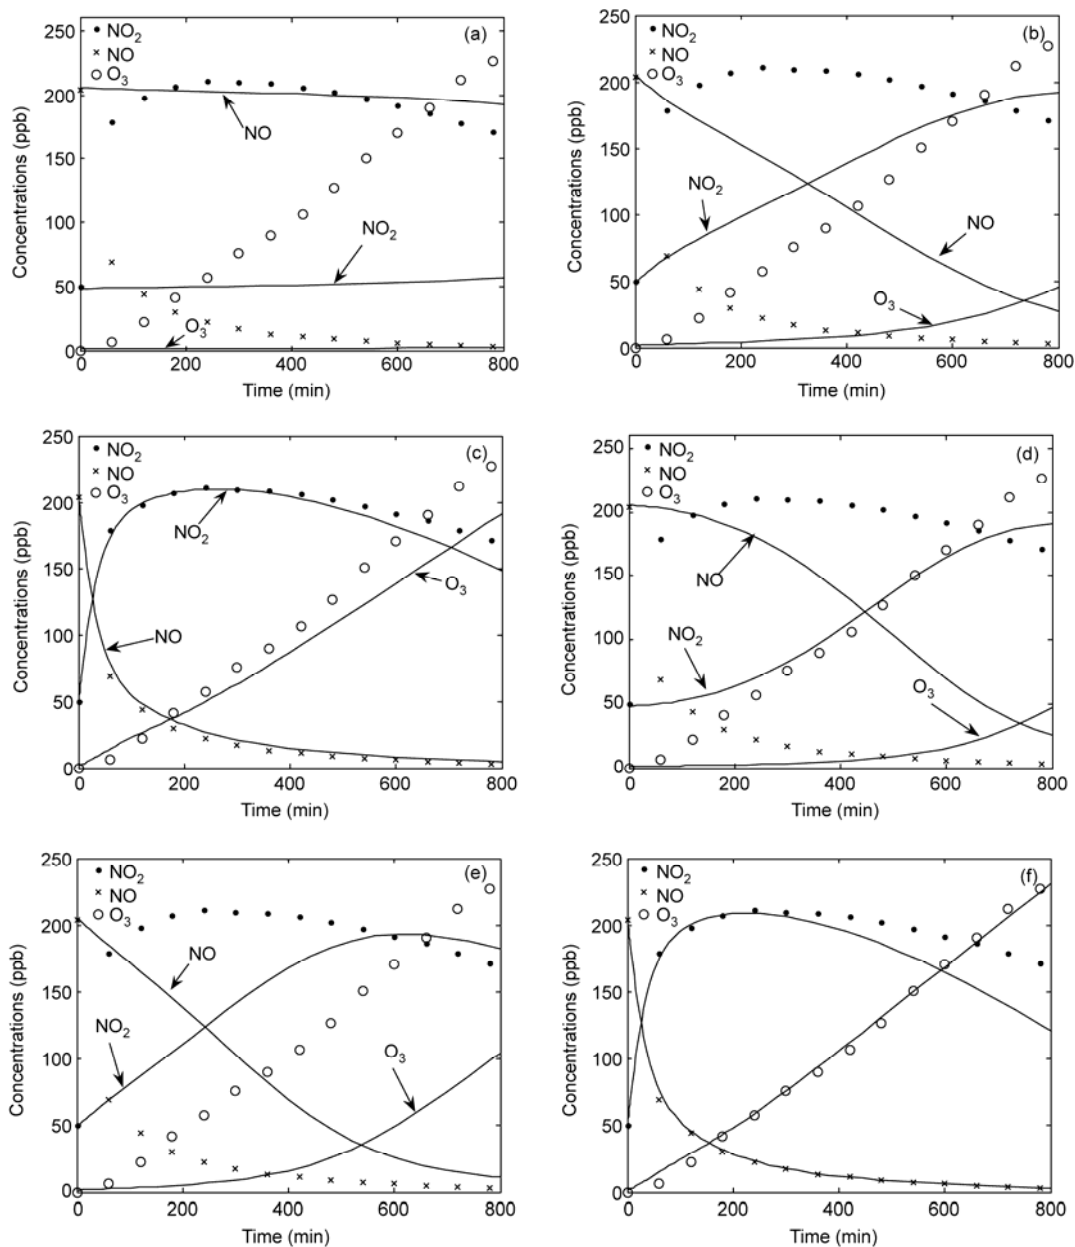 250
(a)
NO2
NO
O3
200
NO
150
100
NO2
50
O3
0
0 200 400 600 800
Time (min)
Concentrations (ppb)
250
(b)
NO2
NO
O3
200
150
NO2
NO
100
50
O3
0
0 200 400 600 800
Time (min)
Concentrations (ppb)
250
(c)
NO2
NO
O3
200
NO2
150
O3
NO
100
50
0
0 200 400 600 800
Time (min)
Concentrations (ppb)
250
(d)
NO2
NO
O3
200
NO
150
100
NO2
O3
50
0
0 200 400 600 800
Time (min)
Concentrations (ppb)
250
(e)
NO2
NO
O3
200
NO
150
NO2
O3
100
50
0
0 200 400 600 800
Time (min)
Concentrations (ppb)
250
(f)
NO2
NO
O3
200
150
100
50
0
0 200 400 600 800
Time (min)
Concentrations (ppb)